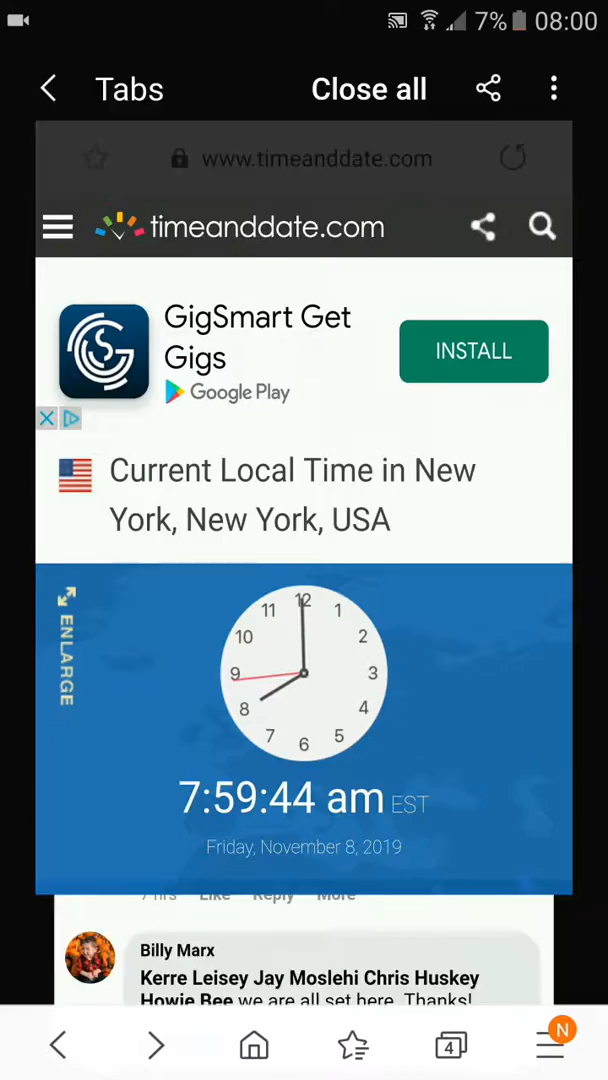 7% 08:00
Tabs Close all
www.timeanddate.com
timeanddate.com
GigSmart Get
Gigs
INSTALL
Google Play
Current Local Time in New
York, New York, USA
ENLARGE
12
11 1
10 2
9 3
8 4
7 5
6
7:59:44 am EST
Friday, November 8, 2019
7 hrs Like Reply More
Billy Marx
Kerre Leisey Jay Moslehi Chris Huskey
Howie Bee we are all set here. Thanks!
4
N